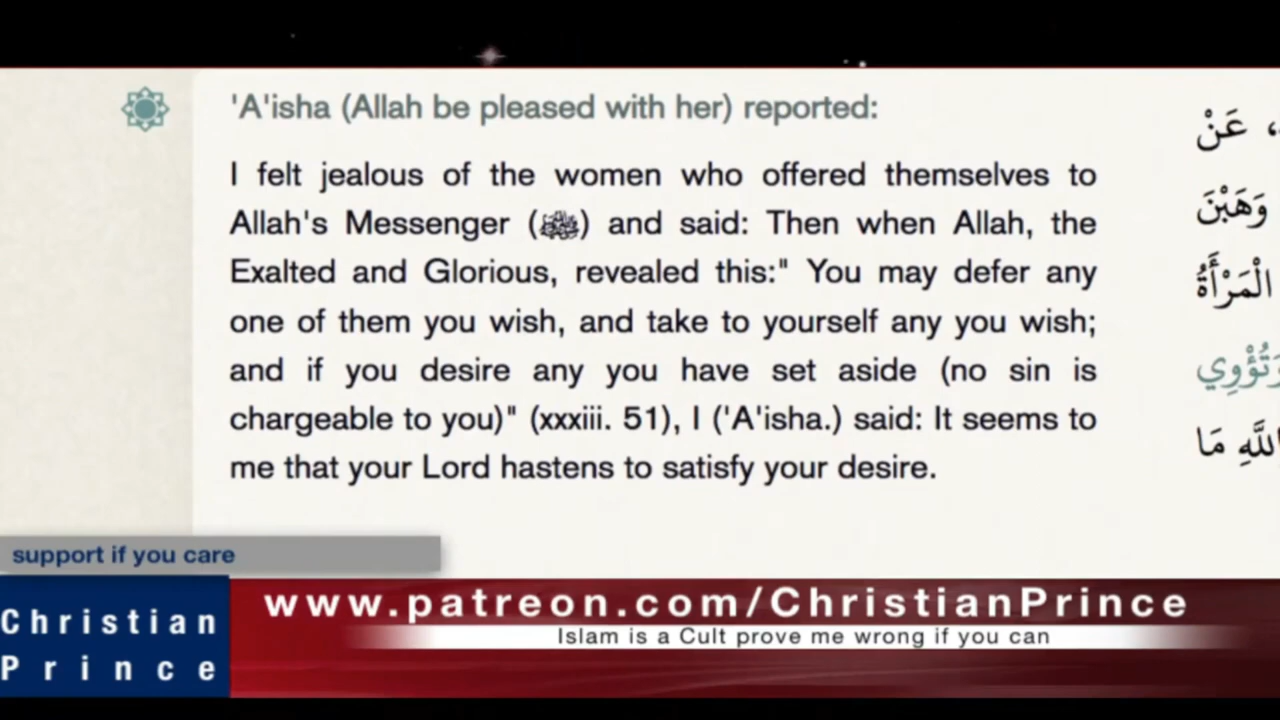 'A'isha (Allah be pleased with her) reported:
I felt jealous of the women who offered themselves to
Allah's Messenger (ﷺ) and said: Then when Allah, the
Exalted and Glorious, revealed this:" You may defer any
one of them you wish, and take to yourself any you wish;
and if you desire any you have set aside (no sin is
chargeable to you)" (xxxiii. 51), I ('A'isha.) said: It seems to
me that your Lord hastens to satisfy your desire.
، عَنْ
وَهَبْنَ
الْمَرْأَةُ
وَتُؤْوِي
اللَّهِ مَا
support if you care
Christian
Prince
www.patreon.com/ChristianPrince
Islam is a Cult prove me wrong if you can